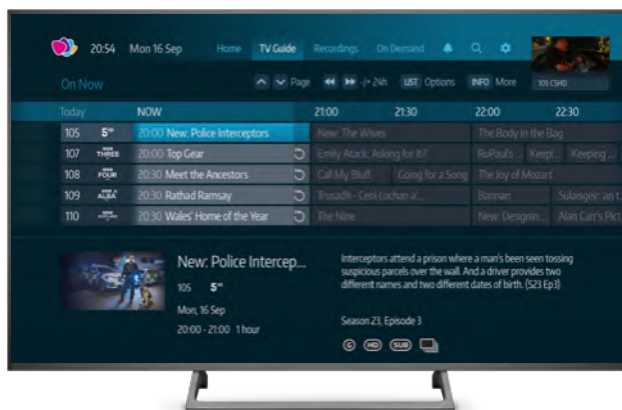 20:54 Mon 16 Sep Home TV Guide Recordings On Demand
On Now Page -/+ 24h LIST Options INFO More 105 C5HD
Today NOW 21:00 21:30 22:00 22:30
105 5HD 20:00 New: Police Interceptors New: The Wives The Body in the Bag
107 BBC THREE 20:00 Top Gear Emily Atack: Asking for It? RuPaul's... Keepi... Keeping
108 BBC FOUR 20:30 Meet the Ancestors Call My Bluff Going for a Song The Joy of Mozart
109 BBC ALBA 20:30 Rathad Ramsay Trusadh - Ceol Bannan an t
110 20:30 Wales' Home of the Year The Nine New: Designin... Alan Carr's Pict
New: Police Intercep...
105 5HD
Mon, 16 Sep
20:00 - 21:00 1 hour
Interceptors attend a prison where a man's been seen tossing
suspicious parcels over the wall. And a driver provides two
different names and two different dates of birth. (S23 Ep3)
Season 23, Episode 3
G HD SUB